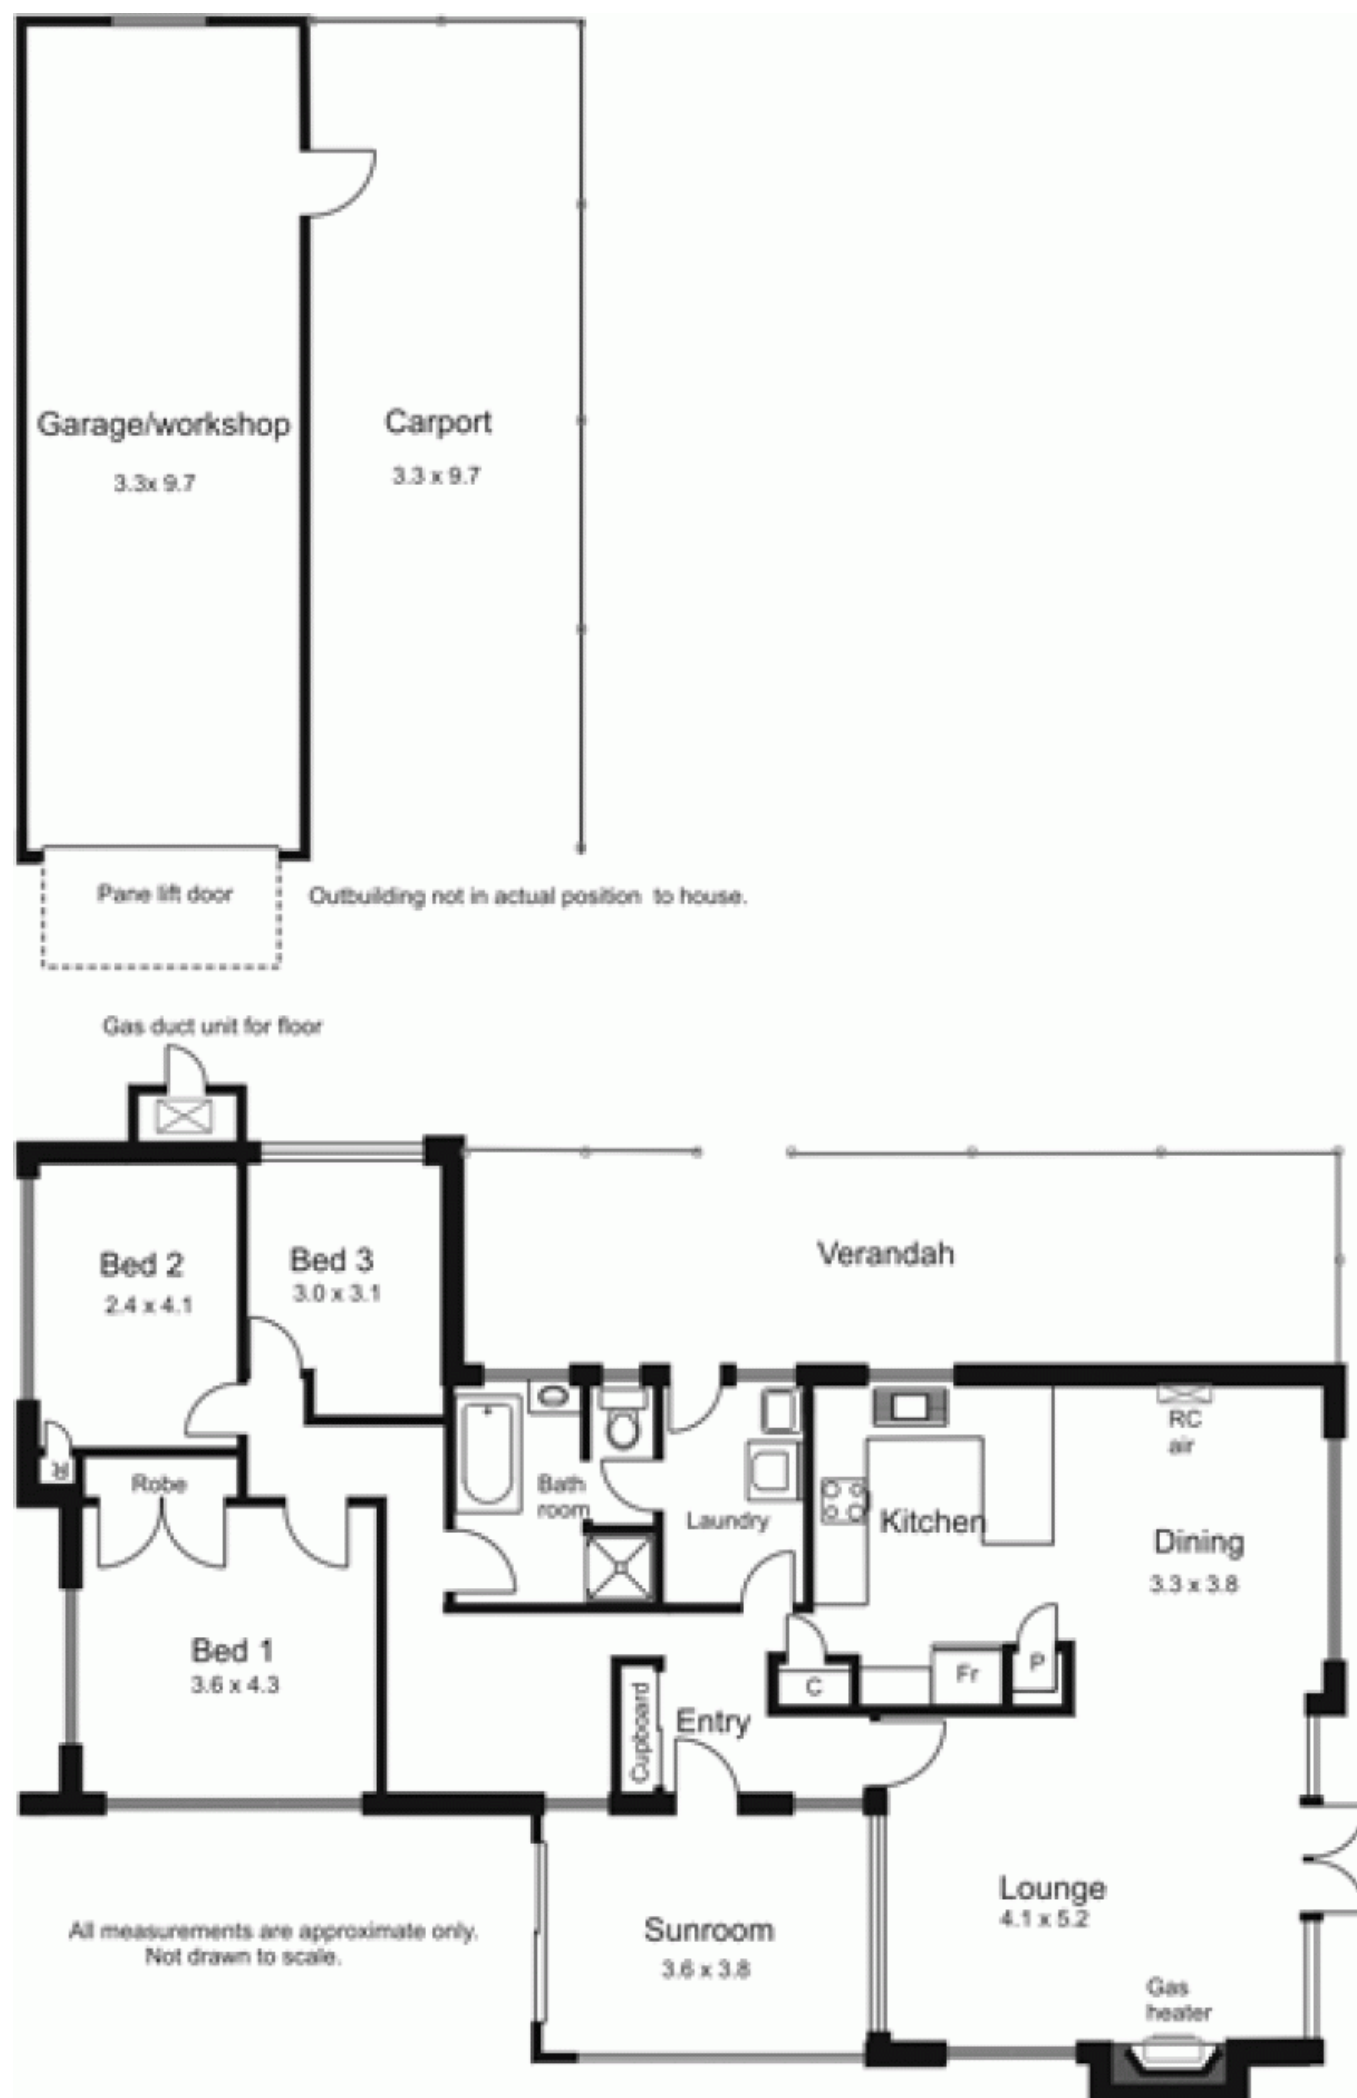 Garage/workshop
3.3x 9.7
Carport
3.3 x 9.7
Pane lift door
Outbuilding not in actual position to house.
Gas duct unit for floor
Bed 2
2.4 x 4.1
Bed 3
3.0 x 3.1
Verandah
R
Robe
Bath
room
Laundry
Kitchen
RC
air
Dining
3.3 x 3.8
Bed 1
3.6 x 4.3
Cupboard
Entry
C
Fr
P
All measurements are approximate only.
Not drawn to scale.
Sunroom
3.6 x 3.8
Lounge
4.1 x 5.2
Gas
heater